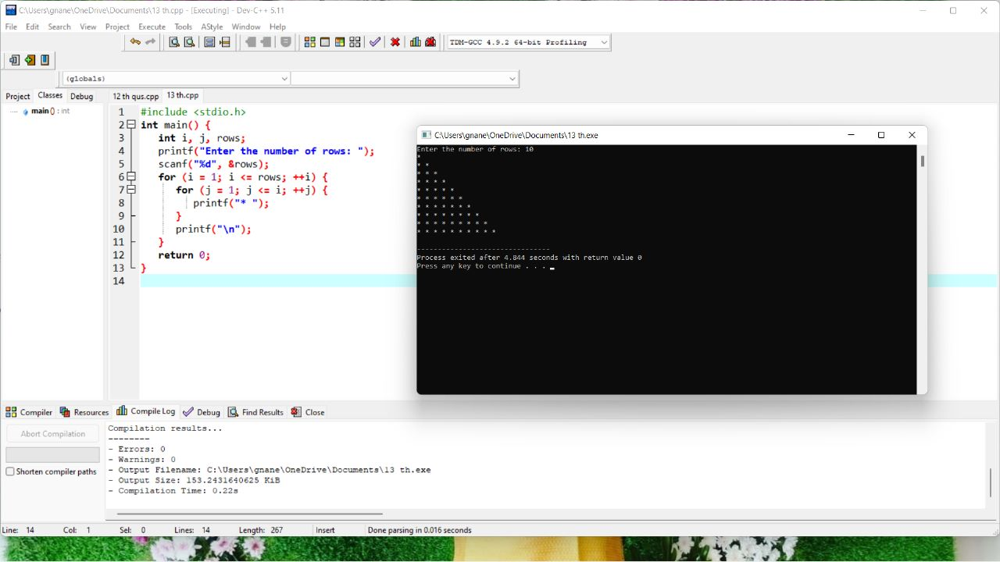 C:\Users\gnane\OneDrive\Documents\13 th.cpp - [Executing] - Dev-C++ 5.11
File Edit Search View Project Execute Tools AStyle Window Help
TDM-GCC 4.9.2 64-bit Profiling
(globals)
Project Classes Debug
main () : int
12 th qus.cpp 13 th.cpp
1 #include <stdio.h>
2 int main() {
3 int i, j, rows;
4 printf("Enter the number of rows: ");
5 scanf("%d", &rows);
6 for (i = 1; i <= rows; ++i) {
7 for (j = 1; j <= i; ++j) {
8 printf("* ");
9 }
10 printf("\n");
11 }
12 return 0;
13 }
14
C:\Users\gnane\OneDrive\Documents\13 th.exe
Enter the number of rows: 10
*
* *
* * *
* * * *
* * * * *
* * * * * *
* * * * * * *
* * * * * * * *
* * * * * * * * *
* * * * * * * * * *
--------------------------------
Process exited after 4.844 seconds with return value 0
Press any key to continue . . .
Compiler Resources Compile Log Debug Find Results Close
Abort Compilation
Shorten compiler paths
Compilation results...
--------
- Errors: 0
- Warnings: 0
- Output Filename: C:\Users\gnane\OneDrive\Documents\13 th.exe
- Output Size: 153.2431640625 KiB
- Compilation Time: 0.22s
Line: 14 Col: 1 Sel: 0 Lines: 14 Length: 267 Insert Done parsing in 0.016 seconds